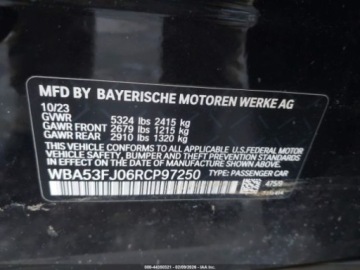 MFD BY BAYERISCHE MOTOREN WERKE AG
10/23
GVWR 5324 lbs 2415 kg
GAWR FRONT 2679 lbs 1215 kg
GAWR REAR 2910 lbs 1320 kg
THIS VEHICLE CONFORMS TO ALL APPLICABLE U.S. FEDERAL MOTOR
VEHICLE SAFETY, BUMPER, AND THEFT PREVENTION STANDARDS
IN EFFECT ON THE DATE OF MANUFACTURE SHOWN ABOVE.
WBA53FJ06RCP97250 TYPE: PASSENGER CAR
475/0